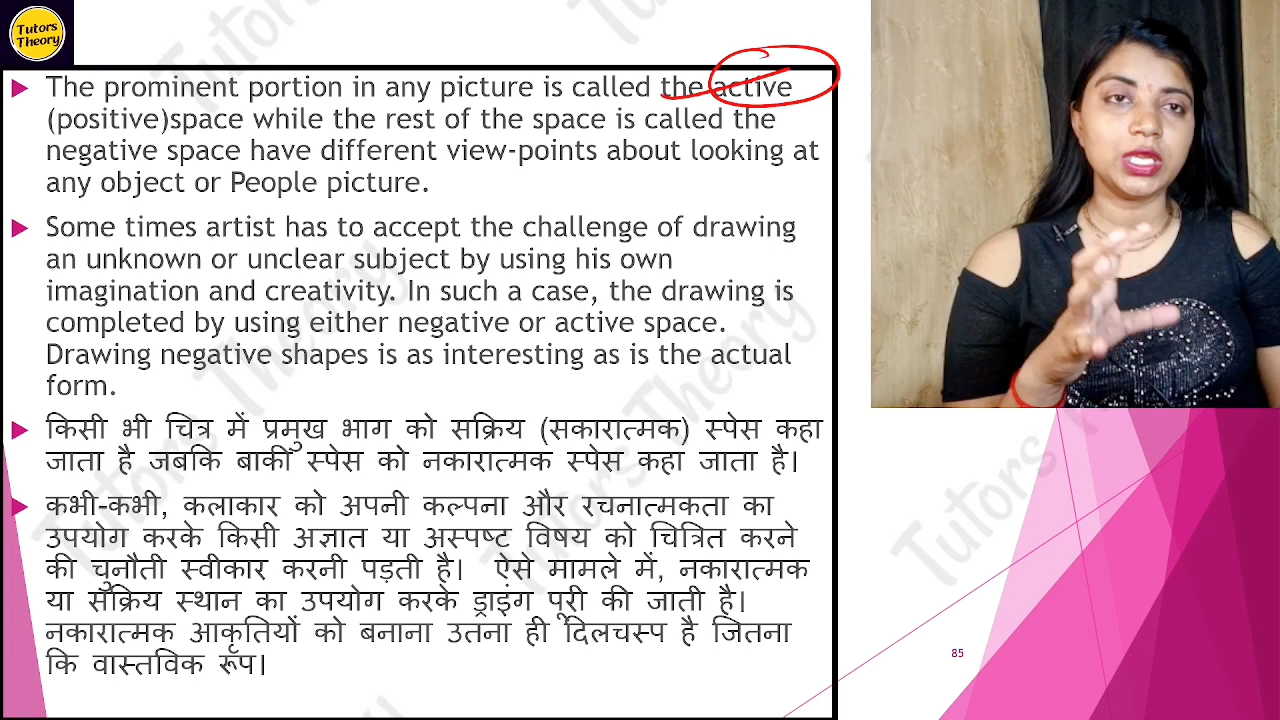 Tutors
Theory
The prominent portion in any picture is called the active
(positive)space while the rest of the space is called the
negative space have different view-points about looking at
any object or People picture.
Some times artist has to accept the challenge of drawing
an unknown or unclear subject by using his own
imagination and creativity. In such a case, the drawing is
completed by using either negative or active space.
Drawing negative shapes is as interesting as is the actual
form.
किसी भी चित्र में प्रमुख भाग को सक्रिय (सकारात्मक) स्पेस कहा
जाता है जबकि बाकी स्पेस को नकारात्मक स्पेस कहा जाता है।
कभी-कभी, कलाकार को अपनी कल्पना और रचनात्मकता का
उपयोग करके किसी अज्ञात या अस्पष्ट विषय को चित्रित करने
की चुनौती स्वीकार करनी पड़ती है। ऐसे मामले में, नकारात्मक
या सक्रिय स्थान का उपयोग करके ड्राइंग पूरी की जाती है।
नकारात्मक आकृतियों को बनाना उतना ही दिलचस्प है जितना
कि वास्तविक रूप।
85
Tutors Theory
Tutors Theory
Tutors Theory